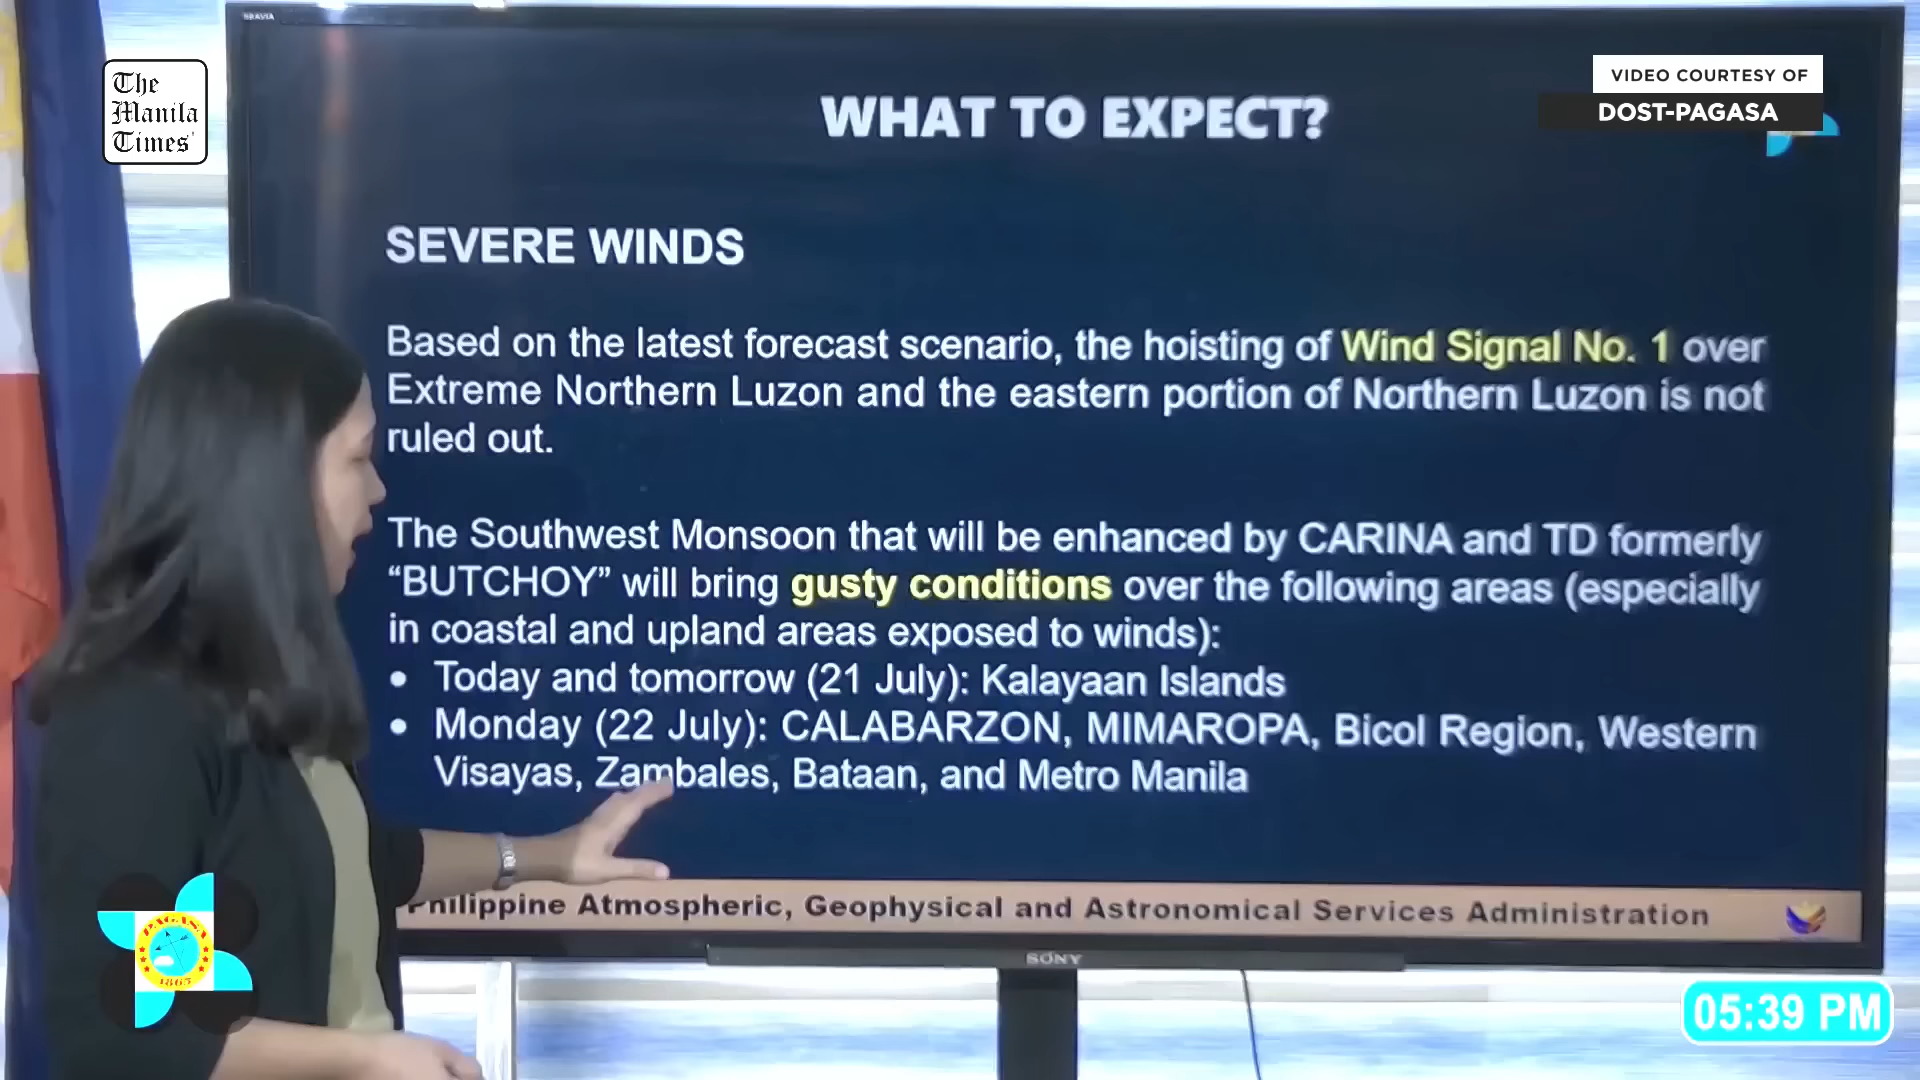 BRAVIA
The
Manila
Times
VIDEO COURTESY OF
DOST-PAGASA
WHAT TO EXPECT?
SEVERE WINDS
Based on the latest forecast scenario, the hoisting of Wind Signal No. 1 over
Extreme Northern Luzon and the eastern portion of Northern Luzon is not
ruled out.
The Southwest Monsoon that will be enhanced by CARINA and TD formerly
“BUTCHOY” will bring gusty conditions over the following areas (especially
in coastal and upland areas exposed to winds):
• Today and tomorrow (21 July): Kalayaan Islands
• Monday (22 July): CALABARZON, MIMAROPA, Bicol Region, Western
Visayas, Zambales, Bataan, and Metro Manila
Philippine Atmospheric, Geophysical and Astronomical Services Administration
SONY
PAGASA
1865
05:39 PM